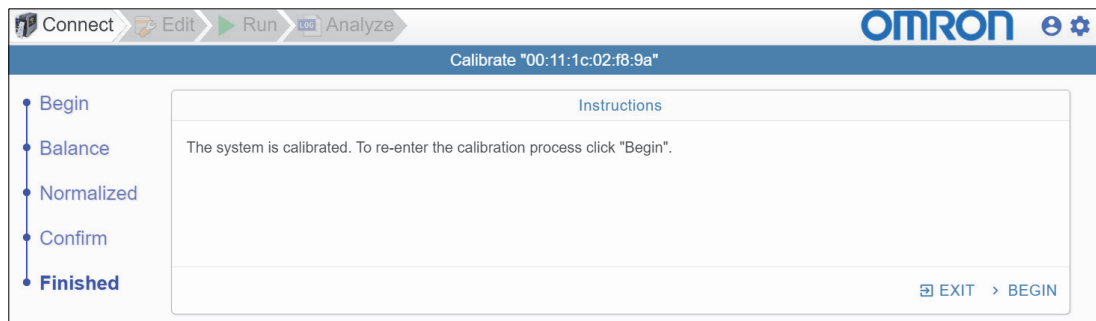 Connect Edit Run LOG Analyze OMRON
Calibrate "00:11:1c:02:f8:9a"
Begin
Balance
Normalized
Confirm
Finished
Instructions
The system is calibrated. To re-enter the calibration process click "Begin".
EXIT > BEGIN